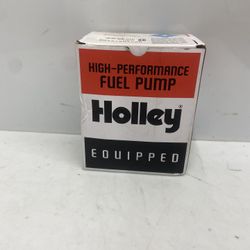 HIGH-PERFORMANCE
FUEL PUMP
Holley®
EQUIPPED